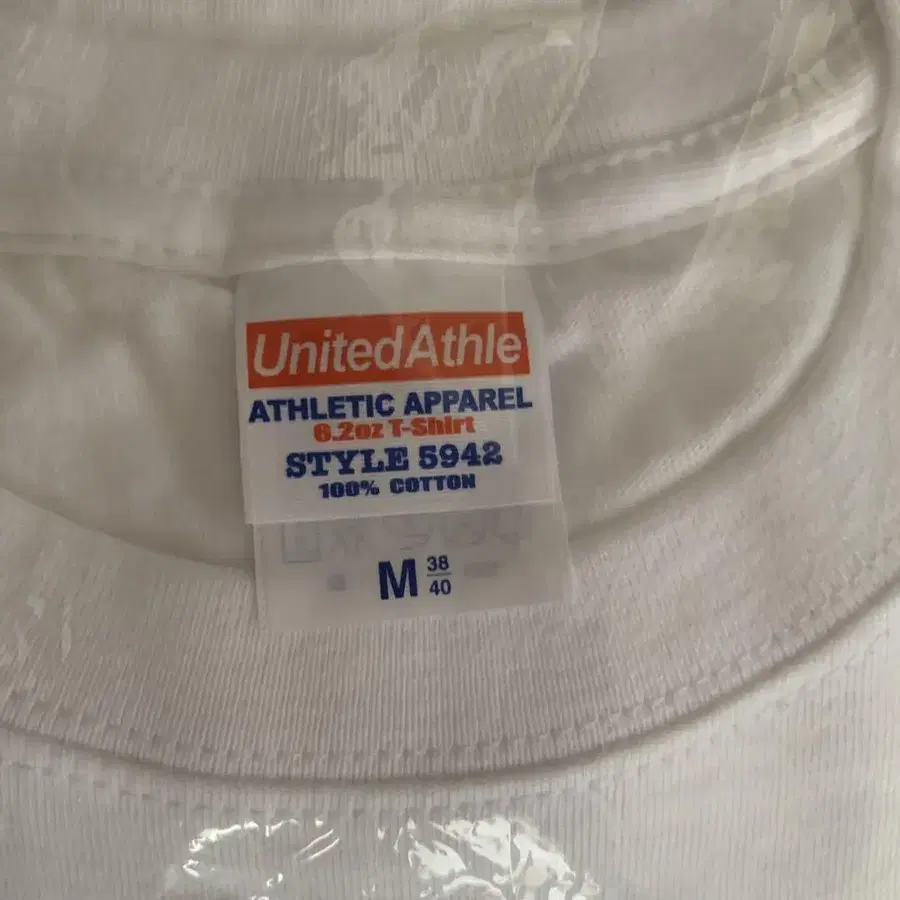 UnitedAthle
ATHLETIC APPAREL
6.2oz T-Shirt
STYLE 5942
100% COTTON
M 38
40